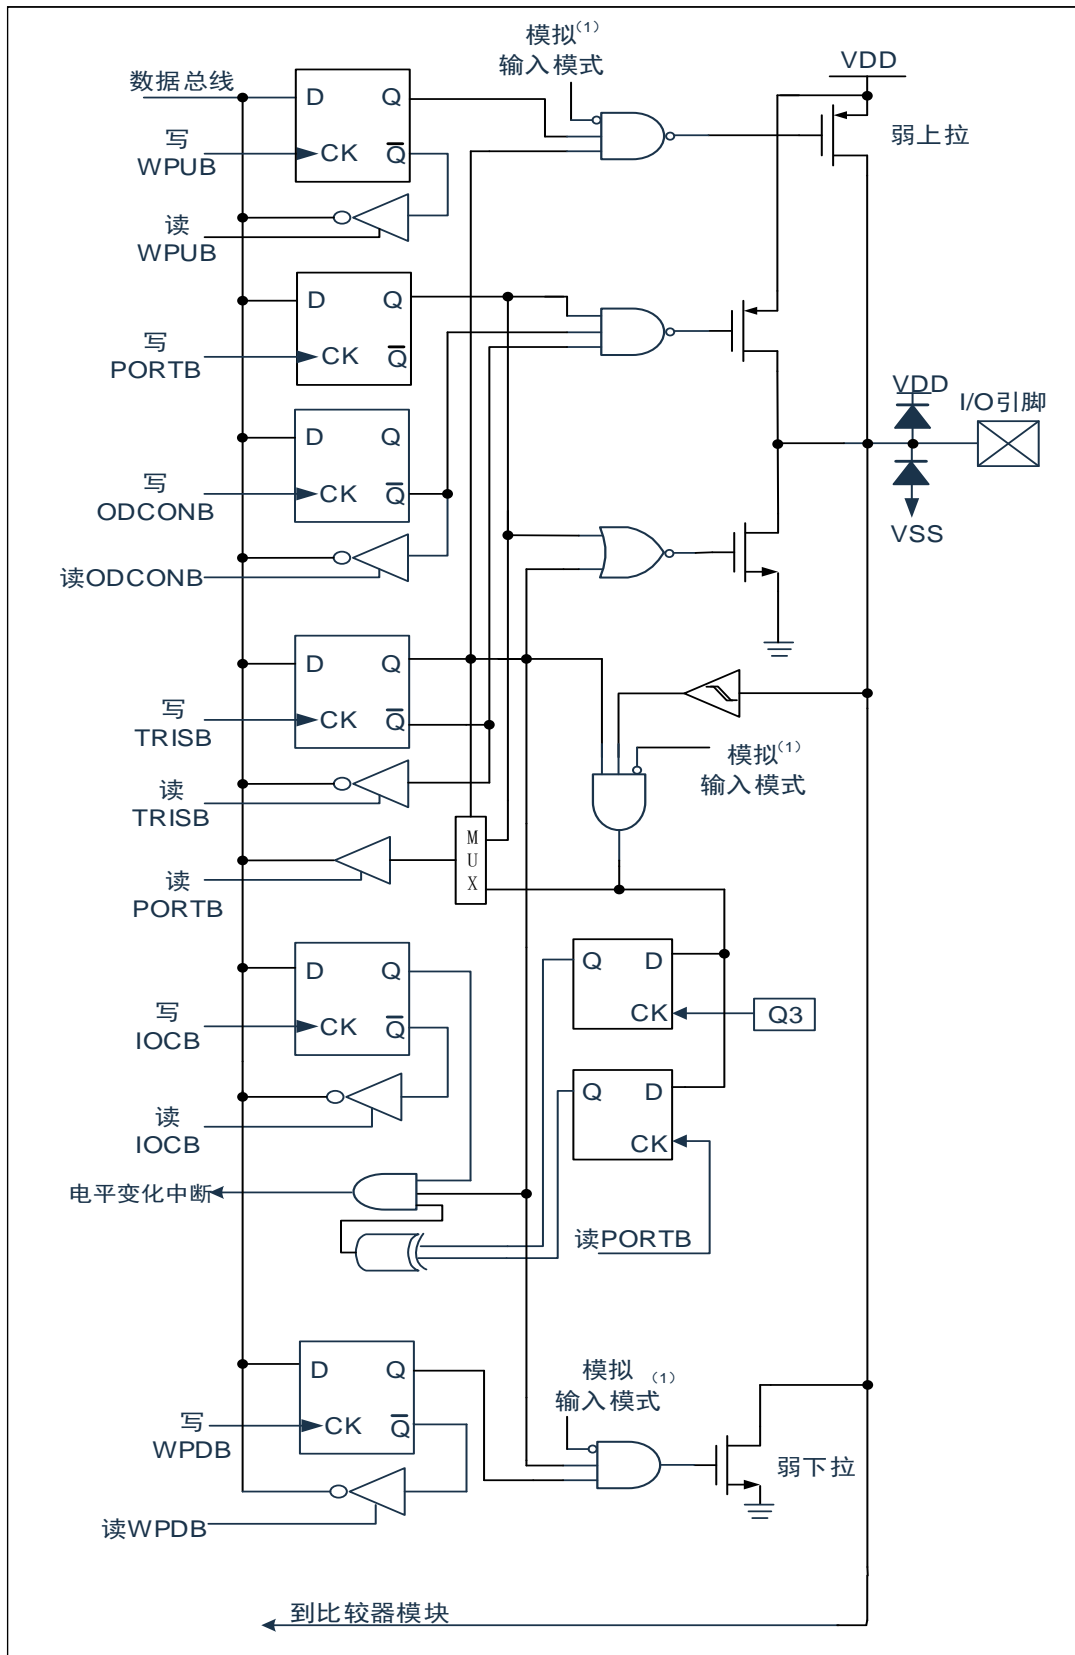 模拟(1)
输入模式
VDD
数据总线
D Q
弱上拉
写
WPUB
CK Q
读
WPUB
D Q
写
PORTB
CK Q
VDD
I/O引脚
D Q
写
ODCONB
CK Q
VSS
读ODCONB
D Q
写
TRISB
CK Q
模拟(1)
输入模式
读
TRISB
M
U
X
读
PORTB
D Q
Q D
写
IOCB
CK Q
CK
Q3
Q D
读
IOCB
CK
电平变化中断
读PORTB
D Q
模拟(1)
输入模式
写
WPDB
CK Q
弱下拉
读WPDB
到比较器模块